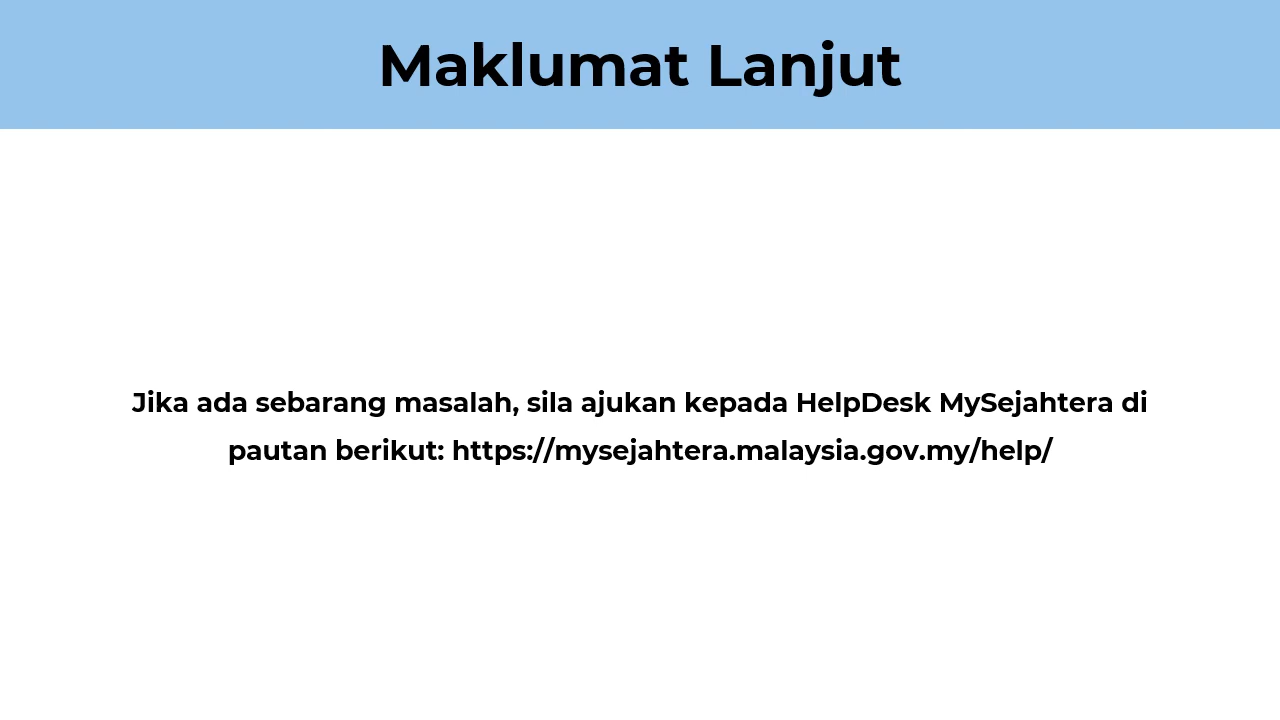 Maklumat Lanjut
Jika ada sebarang masalah, sila ajukan kepada HelpDesk MySejahtera di
pautan berikut: https://mysejahtera.malaysia.gov.my/help/